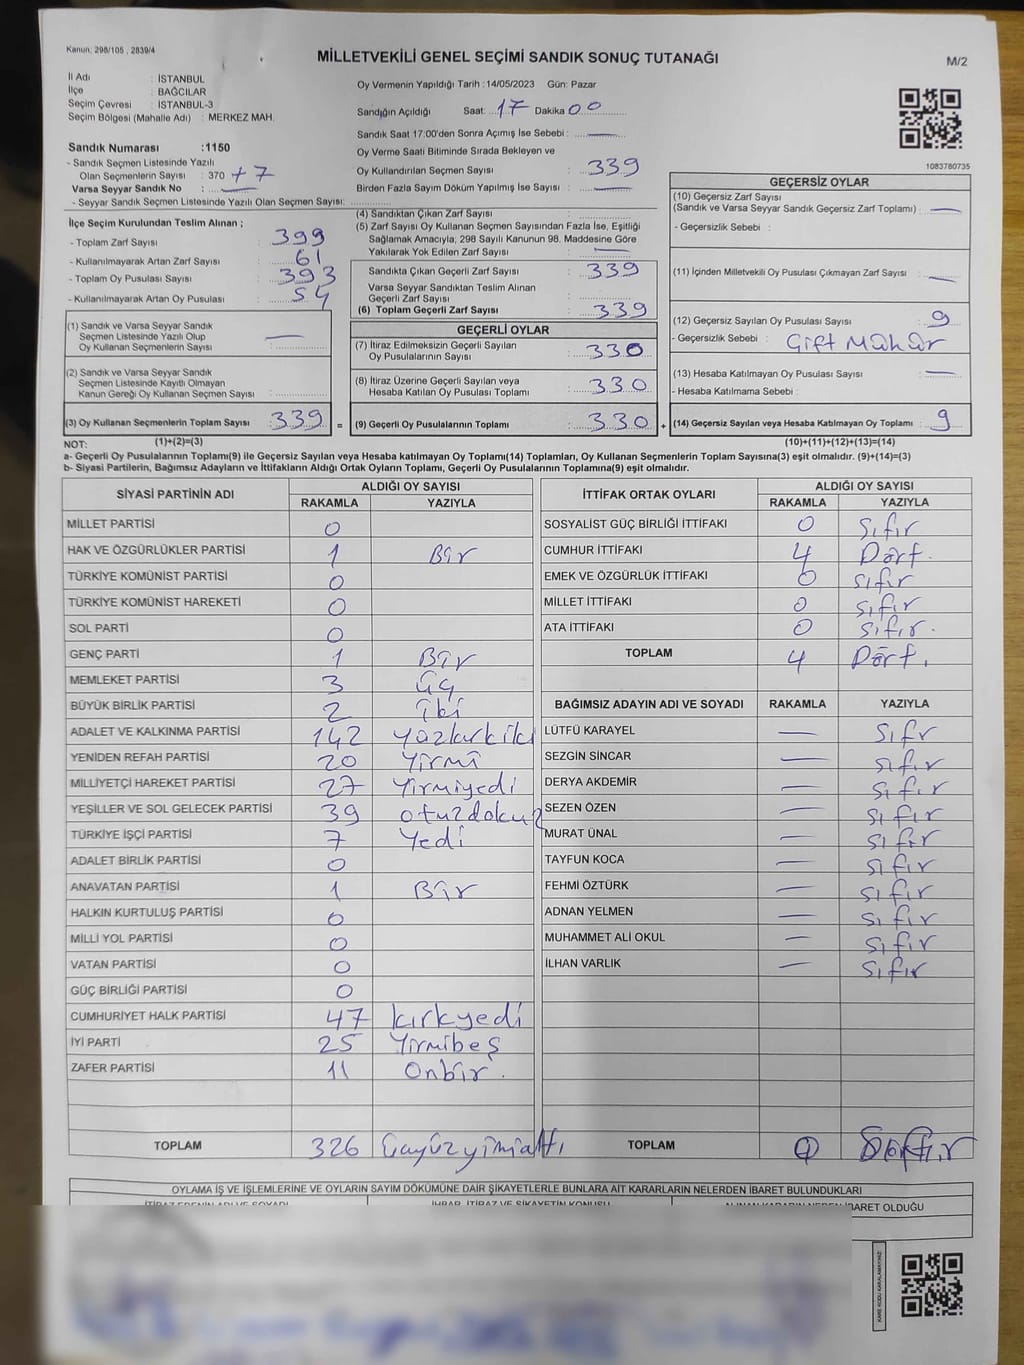 Kanun: 298/105 , 2839/4
MİLLETVEKİLİ GENEL SEÇİMİ SANDIK SONUÇ TUTANAĞI
M/2
İl Adı : İSTANBUL
İlçe : BAĞCILAR
Seçim Çevresi : İSTANBUL-3
Seçim Bölgesi (Mahalle Adı) : MERKEZ MAH.
Oy Vermenin Yapıldığı Tarih : 14/05/2023 Gün: Pazar
Sandığın Açıldığı Saat: 17 Dakika 00
Sandık Saat 17:00'den Sonra Açılmış İse Sebebi : —
Oy Verme Saati Bitiminde Sırada Bekleyen ve
Oy Kullandırılan Seçmen Sayısı : 339
Birden Fazla Sayım Döküm Yapılmış İse Sayısı : —
Sandık Numarası :1150
- Sandık Seçmen Listesinde Yazılı
Olan Seçmenlerin Sayısı : 370 +7
Varsa Seyyar Sandık No : —
- Seyyar Sandık Seçmen Listesinde Yazılı Olan Seçmen Sayısı:
1083780735
İlçe Seçim Kurulundan Teslim Alınan ;
- Toplam Zarf Sayısı : 399
- Kullanılmayarak Artan Zarf Sayısı : 61
- Toplam Oy Pusulası Sayısı : 393
- Kullanılmayarak Artan Oy Pusulası : 54
(1) Sandık ve Varsa Seyyar Sandık
Seçmen Listesinde Yazılı Olup
Oy Kullanan Seçmenlerin Sayısı : —
(2) Sandık ve Varsa Seyyar Sandık
Seçmen Listesinde Kayıtlı Olmayan
Kanun Gereği Oy Kullanan Seçmen Sayısı :
(3) Oy Kullanan Seçmenlerin Toplam Sayısı : 339 =
(4) Sandıktan Çıkan Zarf Sayısı :
(5) Zarf Sayısı Oy Kullanan Seçmen Sayısından Fazla İse, Eşitliği
Sağlamak Amacıyla; 298 Sayılı Kanunun 98. Maddesine Göre
Yakılarak Yok Edilen Zarf Sayısı : —
Sandıkta Çıkan Geçerli Zarf Sayısı : 339
Varsa Seyyar Sandıktan Teslim Alınan
Geçerli Zarf Sayısı :
(6) Toplam Geçerli Zarf Sayısı : 339
GEÇERLİ OYLAR
(7) İtiraz Edilmeksizin Geçerli Sayılan
Oy Pusulalarının Sayısı : 330
(8) İtiraz Üzerine Geçerli Sayılan veya
Hesaba Katılan Oy Pusulası Toplamı : 330
(9) Geçerli Oy Pusulalarının Toplamı : 330 +
GEÇERSİZ OYLAR
(10) Geçersiz Zarf Sayısı
(Sandık ve Varsa Seyyar Sandık Geçersiz Zarf Toplamı) : —
- Geçersizlik Sebebi :
(11) İçinden Milletvekili Oy Pusulası Çıkmayan Zarf Sayısı : —
(12) Geçersiz Sayılan Oy Pusulası Sayısı : 9
- Geçersizlik Sebebi : Çift Mühür
(13) Hesaba Katılmayan Oy Pusulası Sayısı : —
- Hesaba Katılmama Sebebi :
(14) Geçersiz Sayılan veya Hesaba Katılmayan Oy Toplamı : 9
NOT: (1)+(2)=(3) (10)+(11)+(12)+(13)=(14)
a- Geçerli Oy Pusulalarının Toplamı(9) ile Geçersiz Sayılan veya Hesaba Katılmayan Oy Toplamı(14) Toplamları, Oy Kullanan Seçmenlerin Toplam Sayısına(3) eşit olmalıdır. (9)+(14)=(3)
b- Siyasi Partilerin, Bağımsız Adayların ve İttifakların Aldığı Ortak Oyların Toplamı, Geçerli Oy Pusulalarının Toplamına(9) eşit olmalıdır.
SİYASİ PARTİNİN ADI ALDIĞI OY SAYISI
RAKAMLA YAZIYLA
MİLLET PARTİSİ 0
HAK VE ÖZGÜRLÜKLER PARTİSİ 1 Bir
TÜRKİYE KOMÜNİST PARTİSİ 0
TÜRKİYE KOMÜNİST HAREKETİ 0
SOL PARTİ 0
GENÇ PARTİ 1 Bir
MEMLEKET PARTİSİ 3 üç
BÜYÜK BİRLİK PARTİSİ 2 iki
ADALET VE KALKINMA PARTİSİ 142 yüzkırkiki
YENİDEN REFAH PARTİSİ 20 Yirmi
MİLLİYETÇİ HAREKET PARTİSİ 27 Yirmiyedi
YEŞİLLER VE SOL GELECEK PARTİSİ 39 otuzdokuz
TÜRKİYE İŞÇİ PARTİSİ 7 Yedi
ADALET BİRLİK PARTİSİ 0
ANAVATAN PARTİSİ 1 Bir
HALKIN KURTULUŞ PARTİSİ 0
MİLLİ YOL PARTİSİ 0
VATAN PARTİSİ 0
GÜÇ BİRLİĞİ PARTİSİ 0
CUMHURİYET HALK PARTİSİ 47 kırkyedi
İYİ PARTİ 25 Yirmibeş
ZAFER PARTİSİ 11 Onbir.
TOPLAM 326 üçyüzyirmialtı
İTTİFAK ORTAK OYLARI ALDIĞI OY SAYISI
RAKAMLA YAZIYLA
SOSYALİST GÜÇ BİRLİĞİ İTTİFAKI 0 Sıfır
CUMHUR İTTİFAKI 4 Dört.
EMEK VE ÖZGÜRLÜK İTTİFAKI 0 sıfır
MİLLET İTTİFAKI 0 sıfır
ATA İTTİFAKI 0 sıfır.
TOPLAM 4 Dört.
BAĞIMSIZ ADAYIN ADI VE SOYADI RAKAMLA YAZIYLA
LÜTFÜ KARAYEL — Sıfr
SEZGİN SİNCAR — sıfır
DERYA AKDEMİR — sıfır
SEZEN ÖZEN — sıfır
MURAT ÜNAL — sıfır
TAYFUN KOCA — sıfır
FEHMİ ÖZTÜRK — sıfır
ADNAN YELMEN — sıfır
MUHAMMET ALİ OKUL — sıfır
İLHAN VARLIK — sıfır
TOPLAM
OYLAMA İŞ VE İŞLEMLERİNE VE OYLARIN SAYIM DÖKÜMÜNE DAİR ŞİKAYETLERLE BUNLARA AİT KARARLARIN NELERDEN İBARET BULUNDUKLARI
İTİRAZ EDENİN ADI VE SOYADI İHBAR, İTİRAZ VE ŞİKAYETİN KONUSU ALINAN KARARIN NEDEN İBARET OLDUĞU
KARE KODU KARALAMAYINIZ!